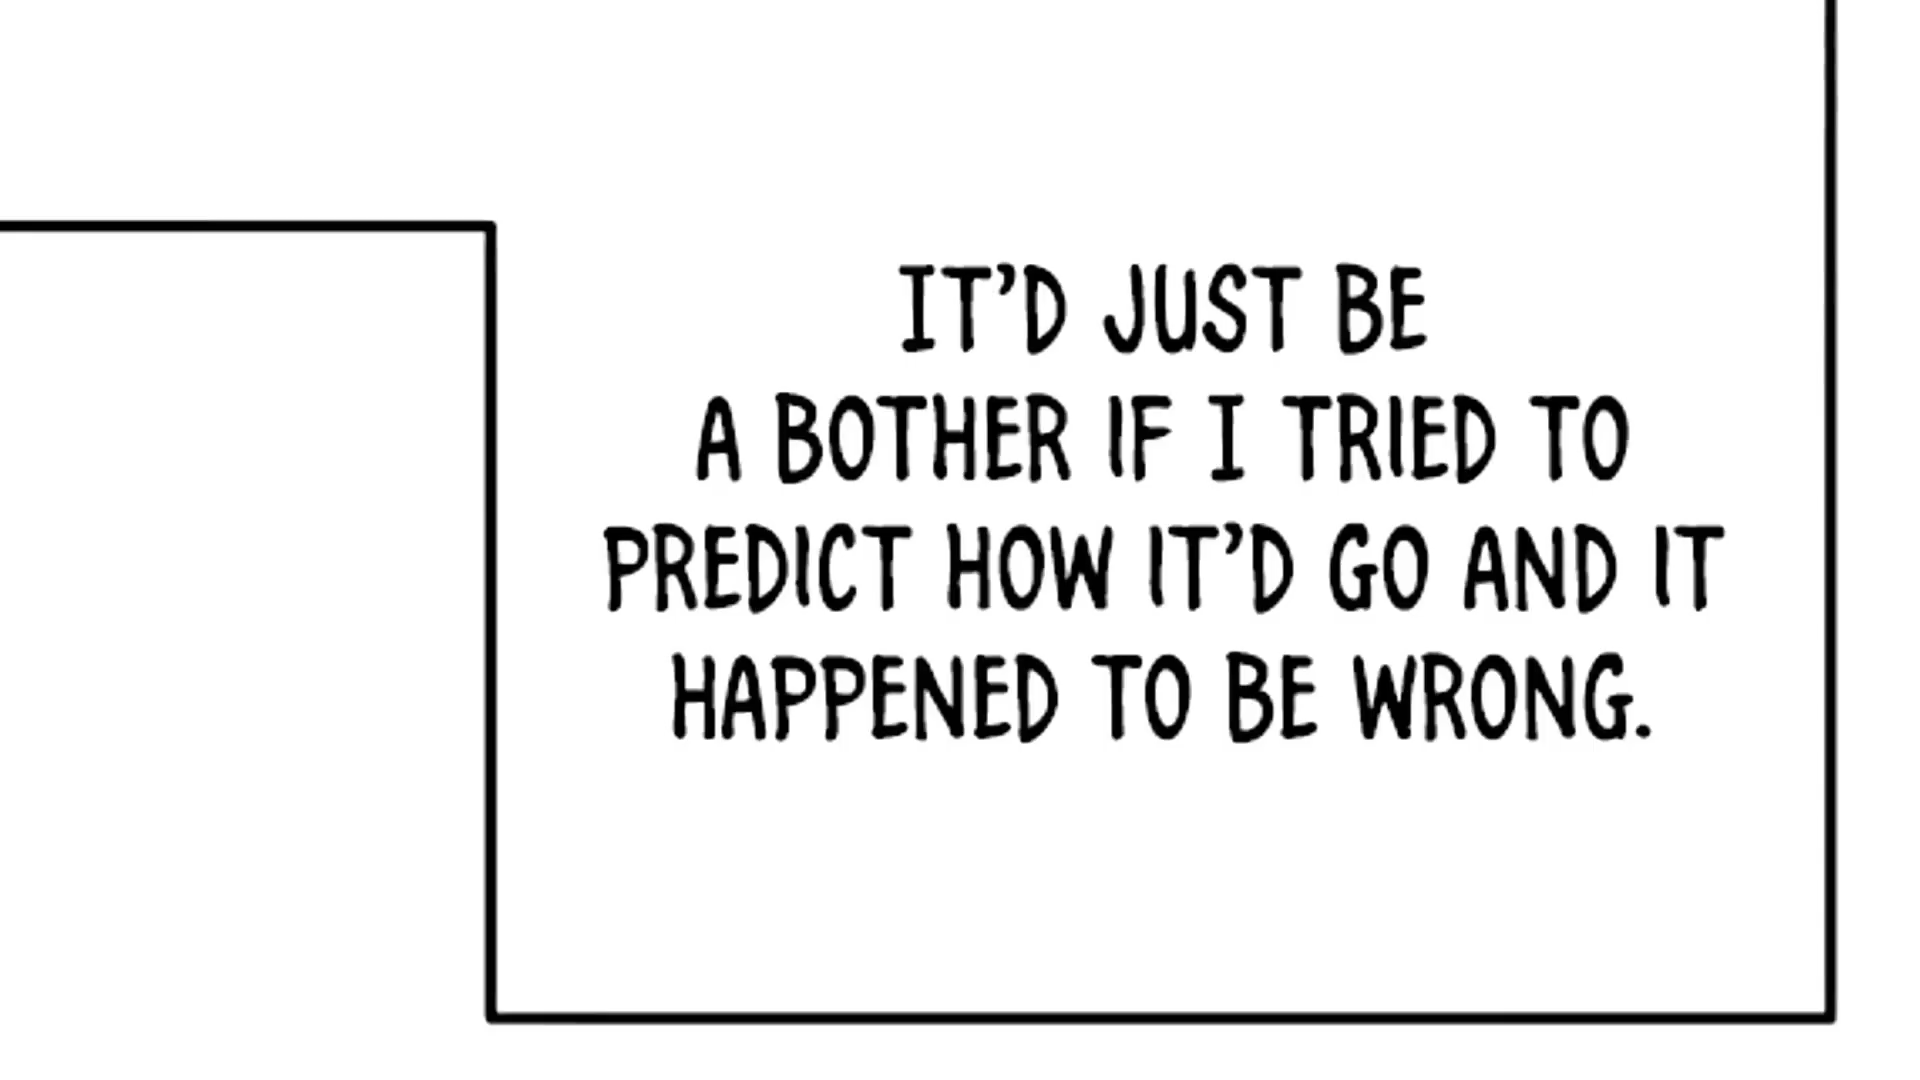 IT’D JUST BE
A BOTHER IF I TRIED TO
PREDICT HOW IT’D GO AND IT
HAPPENED TO BE WRONG.